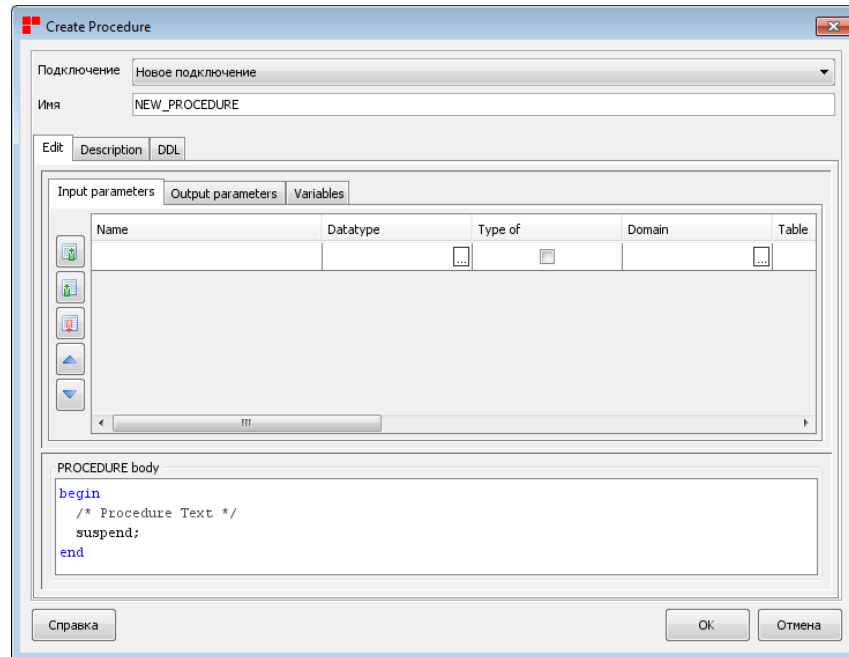 Create Procedure
Подключение Новое подключение
Имя NEW_PROCEDURE
Edit Description DDL
Input parameters Output parameters Variables
Name Datatype Type of Domain Table
... ...
PROCEDURE body
begin
/* Procedure Text */
suspend;
end
Справка OK Отмена